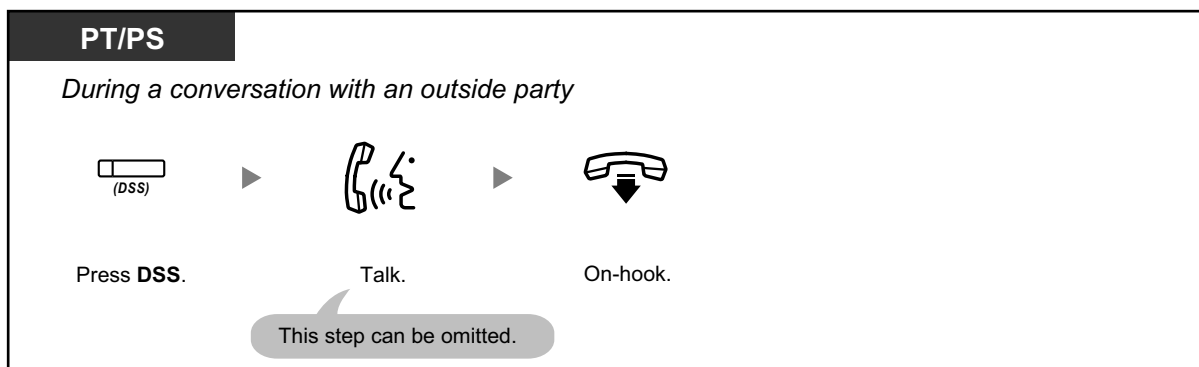 PT/PS
During a conversation with an outside party
(DSS)
Press DSS.
Talk.
On-hook.
This step can be omitted.